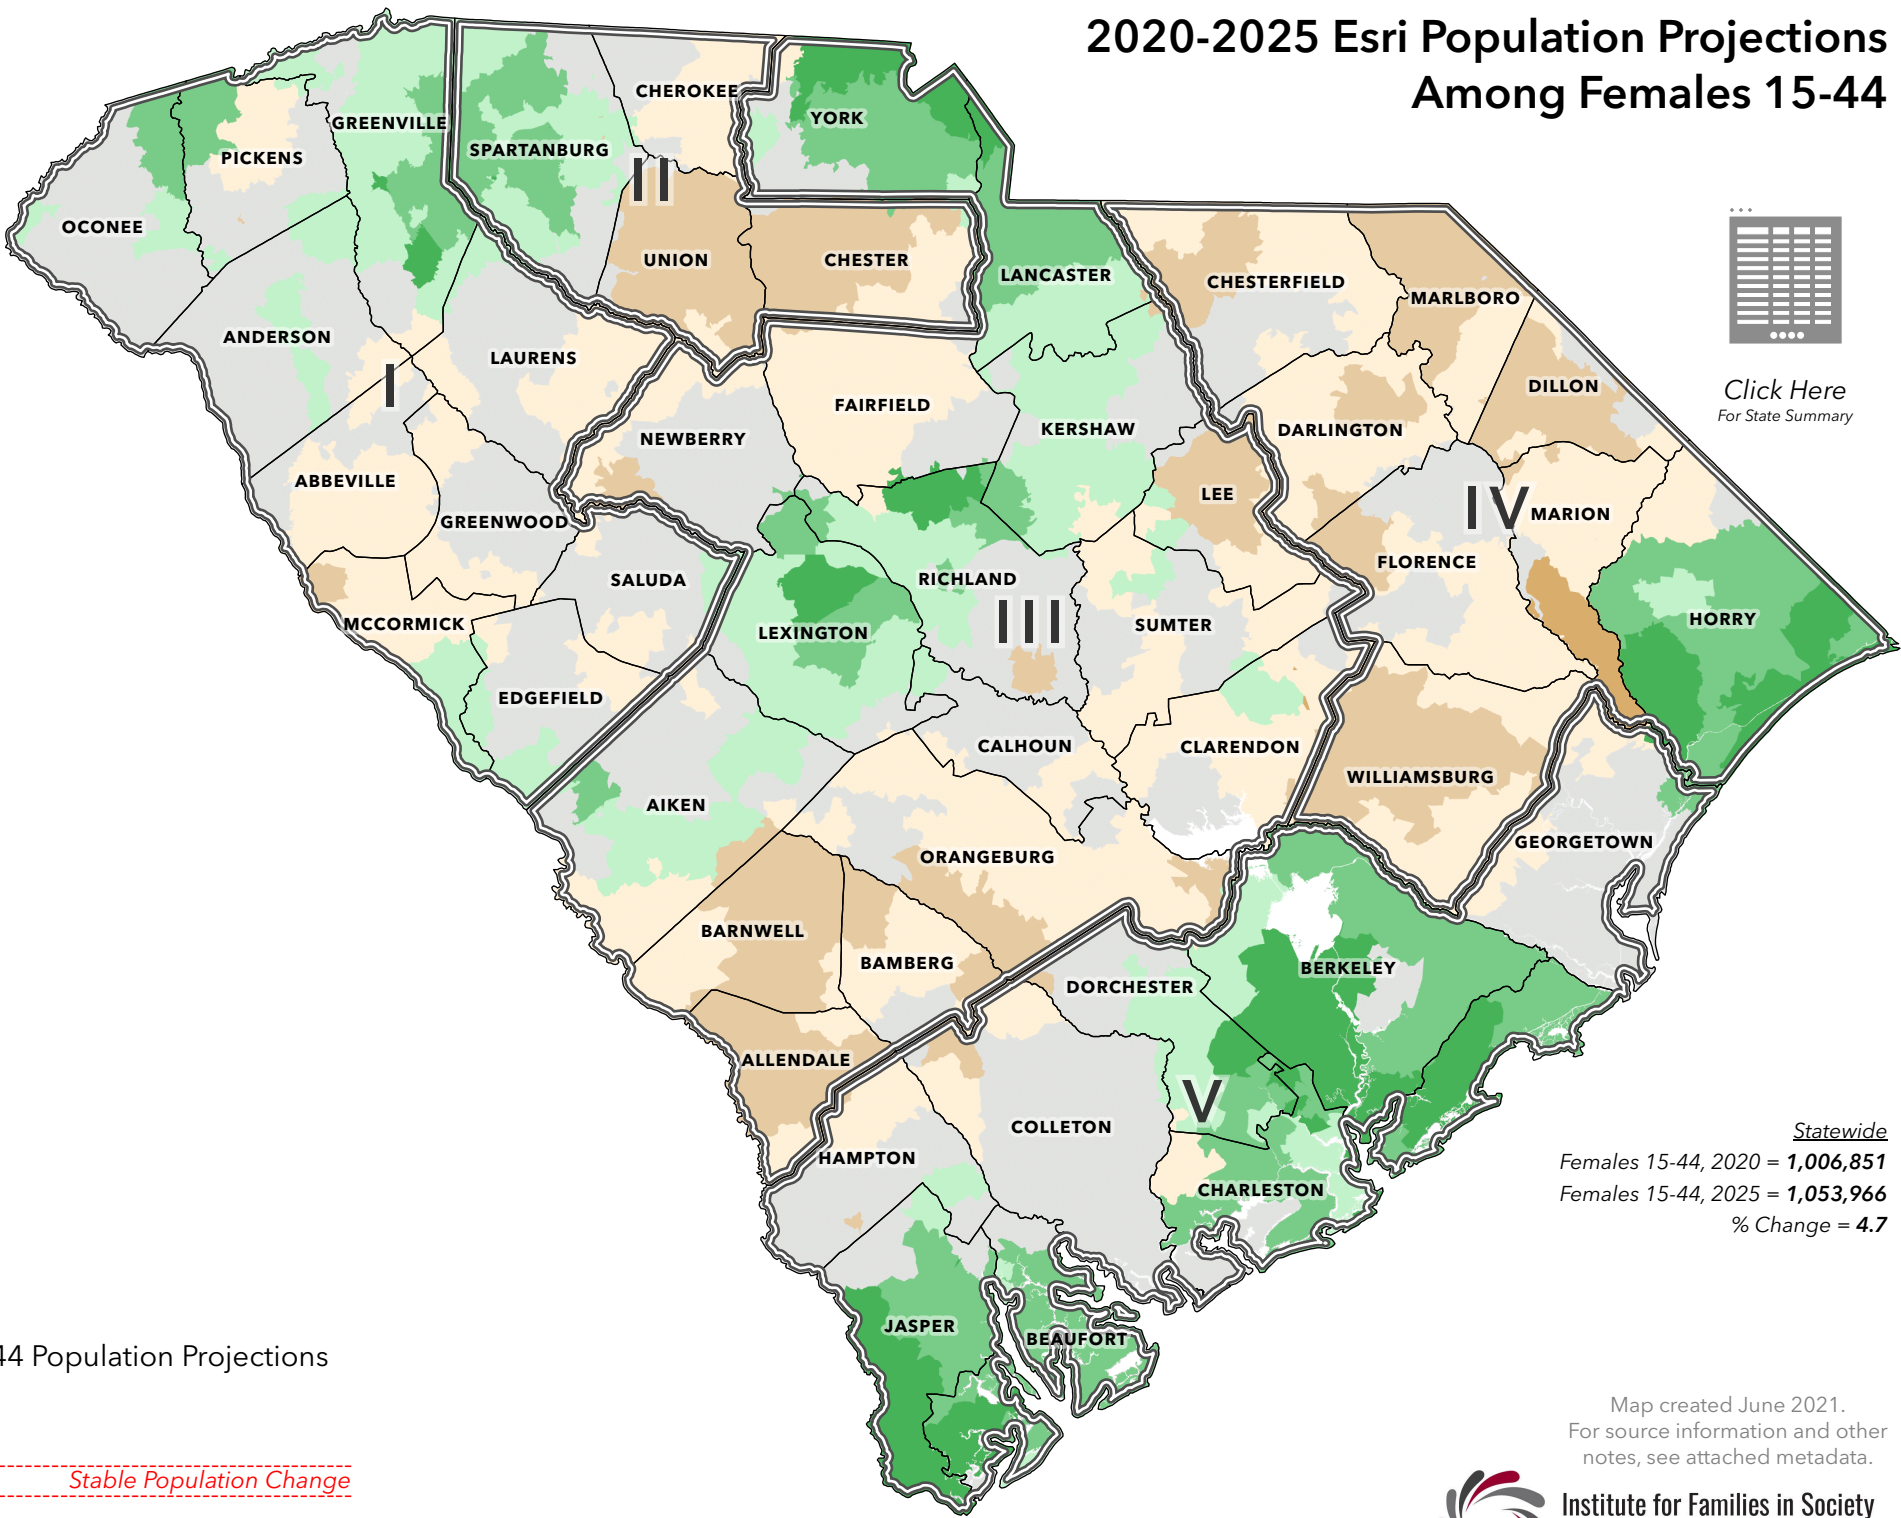 2020-2025 Esri Population Projections
Among Females 15-44
CHEROKEE
YORK
GREENVILLE
SPARTANBURG
PICKENS
II
OCONEE
UNION
CHESTER
LANCASTER
CHESTERFIELD
MARLBORO
ANDERSON
LAURENS
I
DILLON
Click Here
For State Summary
FAIRFIELD
KERSHAW
DARLINGTON
NEWBERRY
ABBEVILLE
LEE
GREENWOOD
IV
MARION
FLORENCE
SALUDA
RICHLAND
III
MCCORMICK
LEXINGTON
SUMTER
HORRY
EDGEFIELD
CALHOUN
CLARENDON
WILLIAMSBURG
AIKEN
GEORGETOWN
ORANGEBURG
BARNWELL
BAMBERG
BERKELEY
DORCHESTER
ALLENDALE
V
COLLETON
HAMPTON
CHARLESTON
Statewide
Females 15-44, 2020 = 1,006,851
Females 15-44, 2025 = 1,053,966
% Change = 4.7
JASPER
BEAUFORT
44 Population Projections
Stable Population Change
Map created June 2021.
For source information and other
notes, see attached metadata.
Institute for Families in Society